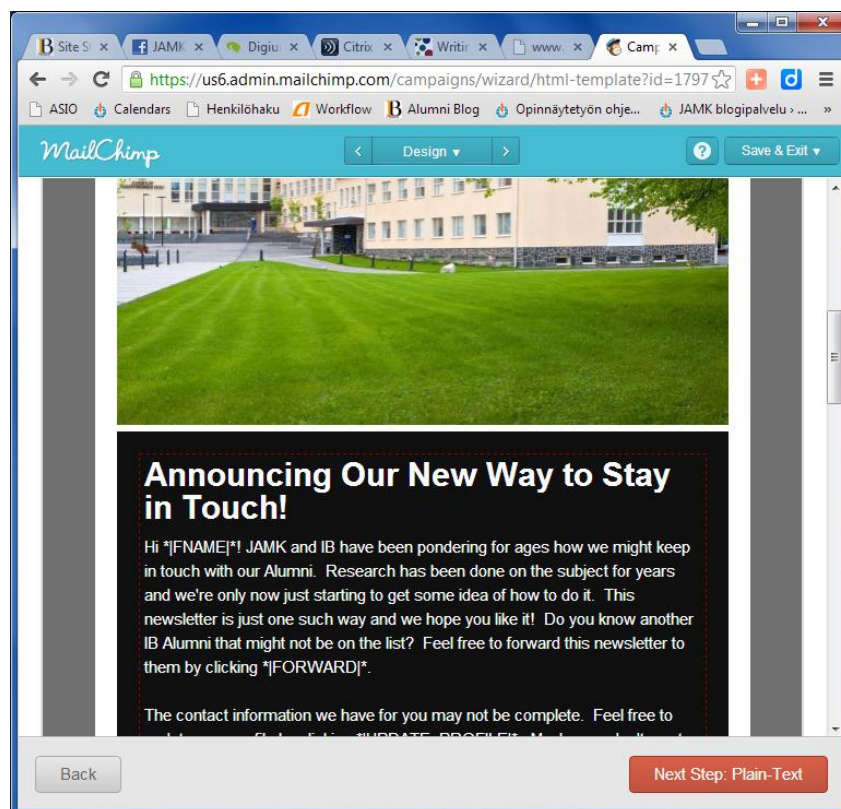 Site S
JAMK
Digiu
Citrix
Writin
www.
Camp
https://us6.admin.mailchimp.com/campaigns/wizard/html-template?id=1797
ASIO
Calendars
Henkilöhaku
Workflow
Alumni Blog
Opinnäytetyön ohje...
JAMK blogipalvelu › ...
»
MailChimp
<
Design ▾
>
?
Save & Exit ▾
Announcing Our New Way to Stay
in Touch!
Hi *|FNAME|*! JAMK and IB have been pondering for ages how we might keep
in touch with our Alumni.  Research has been done on the subject for years
and we're only now just starting to get some idea of how to do it.  This
newsletter is just one such way and we hope you like it!  Do you know another
IB Alumni that might not be on the list?  Feel free to forward this newsletter to
them by clicking *|FORWARD|*.
The contact information we have for you may not be complete.  Feel free to
Back
Next Step: Plain-Text